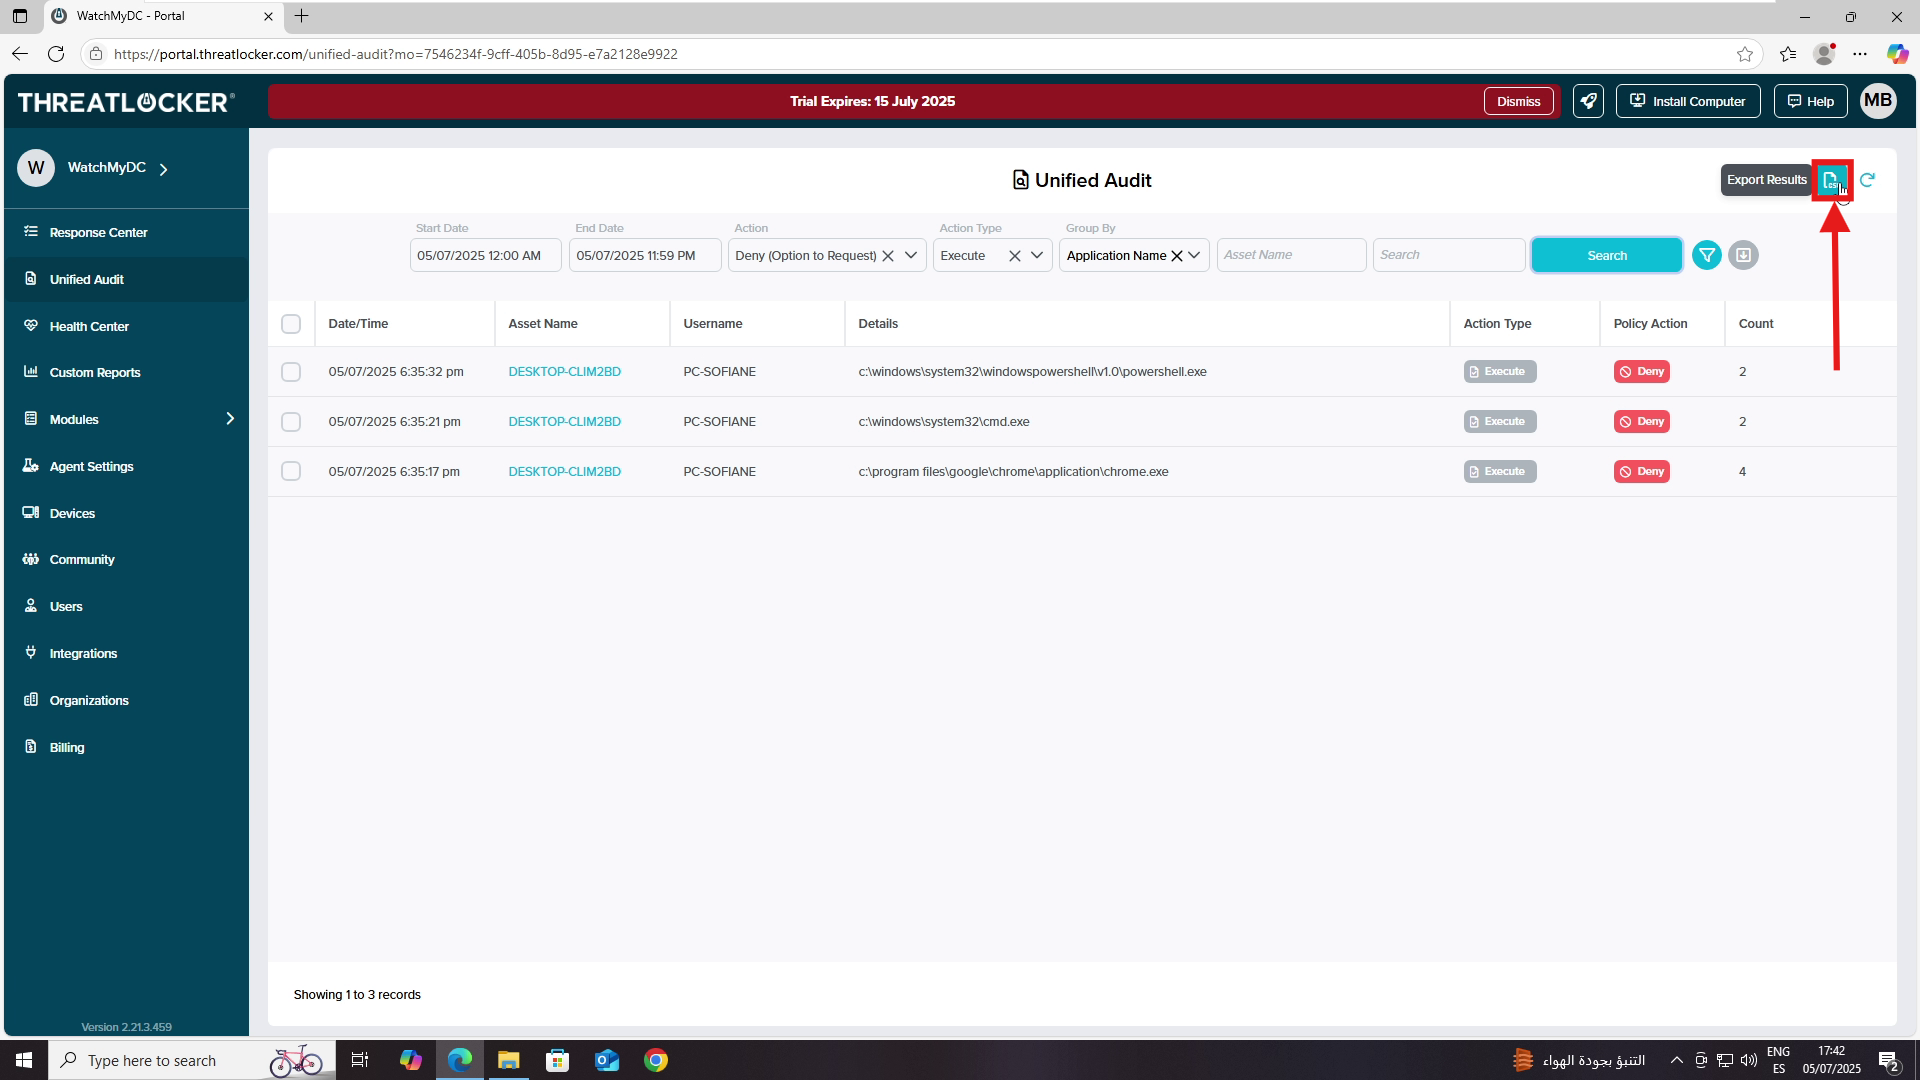 WatchMyDC - Portal
https://portal.threatlocker.com/unified-audit?mo=7546234f-9cff-405b-8d95-e7a2128e9922
THREATLOCKER
Trial Expires: 15 July 2025
Dismiss
Install Computer
Help
MB
W WatchMyDC
Response Center
Unified Audit
Health Center
Custom Reports
Modules
Agent Settings
Devices
Community
Users
Integrations
Organizations
Billing
Version 2.21.3.459
Unified Audit
Export Results
Start Date End Date Action Action Type Group By
05/07/2025 12:00 AM 05/07/2025 11:59 PM Deny (Option to Request) Execute Application Name Asset Name Search Search
Date/Time Asset Name Username Details Action Type Policy Action Count
05/07/2025 6:35:32 pm DESKTOP-CLIM2BD PC-SOFIANE c:\windows\system32\windowspowershell\v1.0\powershell.exe Execute Deny 2
05/07/2025 6:35:21 pm DESKTOP-CLIM2BD PC-SOFIANE c:\windows\system32\cmd.exe Execute Deny 2
05/07/2025 6:35:17 pm DESKTOP-CLIM2BD PC-SOFIANE c:\program files\google\chrome\application\chrome.exe Execute Deny 4
Showing 1 to 3 records
Type here to search
التنبؤ بجودة الهواء
ENG
ES
17:42
05/07/2025
2